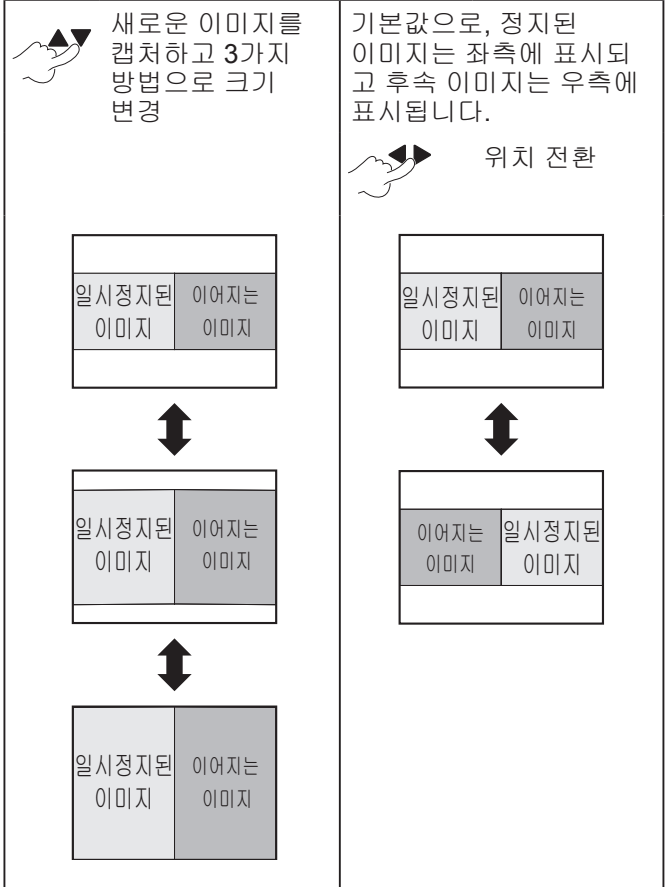 새로운 이미지를
캡처하고 3가지
방법으로 크기
변경
기본값으로, 정지된
이미지는 좌측에 표시되
고 후속 이미지는 우측에
표시됩니다.
위치 전환
일시정지된
이미지
이어지는
이미지
일시정지된
이미지
이어지는
이미지
일시정지된
이미지
이어지는
이미지
일시정지된
이미지
이어지는
이미지
이어지는
이미지
일시정지된
이미지